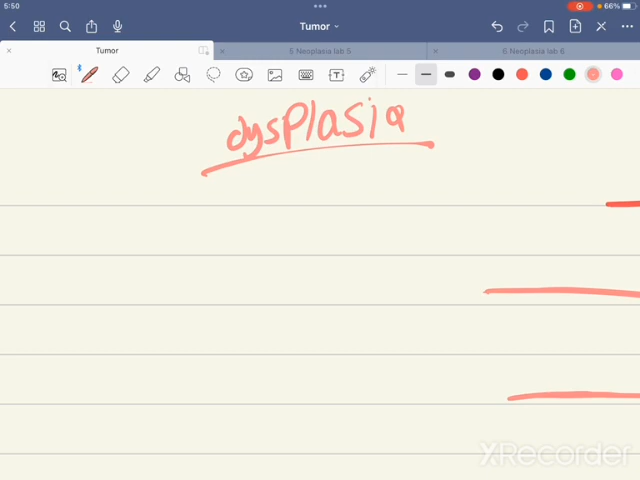 5:50
66%
Tumor
Tumor
5 Neoplasia lab 5
6 Neoplasia lab 6
T
dysPlasia
XRecorder